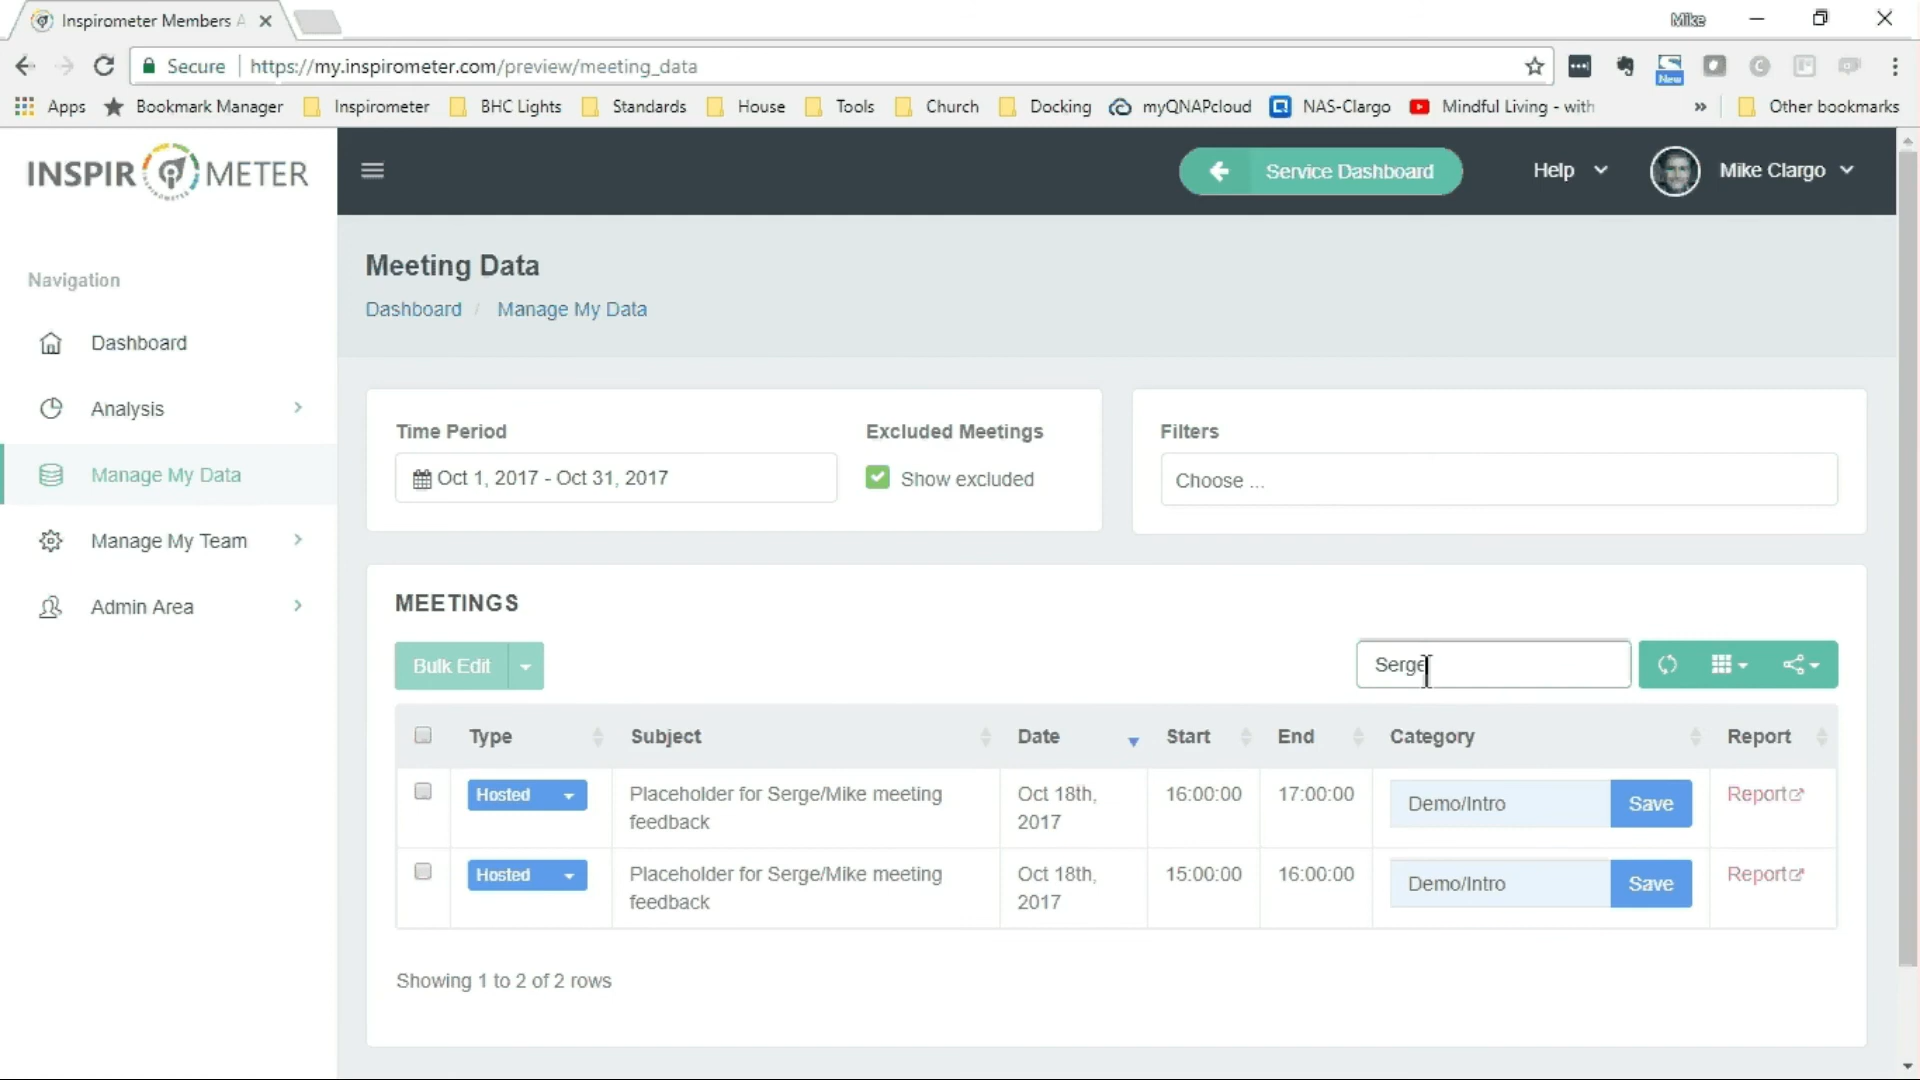 Inspirometer Members A
Mike
Secure https://my.inspirometer.com/preview/meeting_data
New
Apps Bookmark Manager Inspirometer BHC Lights Standards House Tools Church Docking myQNAPcloud NAS-Clargo Mindful Living - with » Other bookmarks
INSPIR METER
OMETER
Service Dashboard Help Mike Clargo
Navigation
Dashboard
Analysis
Manage My Data
Manage My Team
Admin Area
Meeting Data
Dashboard / Manage My Data
Time Period Excluded Meetings Filters
Oct 1, 2017 - Oct 31, 2017 Show excluded Choose ...
MEETINGS
Bulk Edit Serge
Type Subject Date Start End Category Report
Hosted Placeholder for Serge/Mike meeting Oct 18th, 16:00:00 17:00:00 Demo/Intro Save Report
feedback 2017
Hosted Placeholder for Serge/Mike meeting Oct 18th, 15:00:00 16:00:00 Demo/Intro Save Report
feedback 2017
Showing 1 to 2 of 2 rows